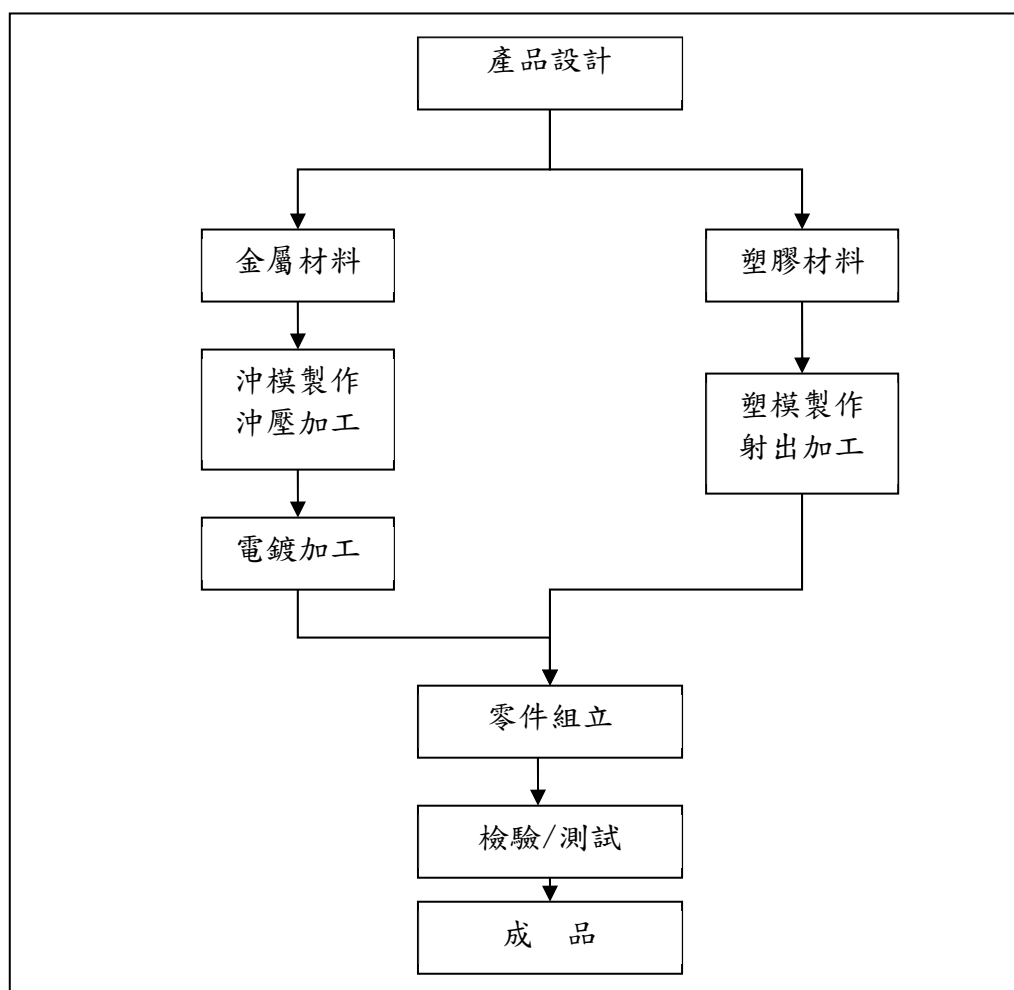 產品設計
金屬材料
塑膠材料
沖模製作
沖壓加工
塑模製作
射出加工
電鍍加工
零件組立
檢驗/測試
成 品